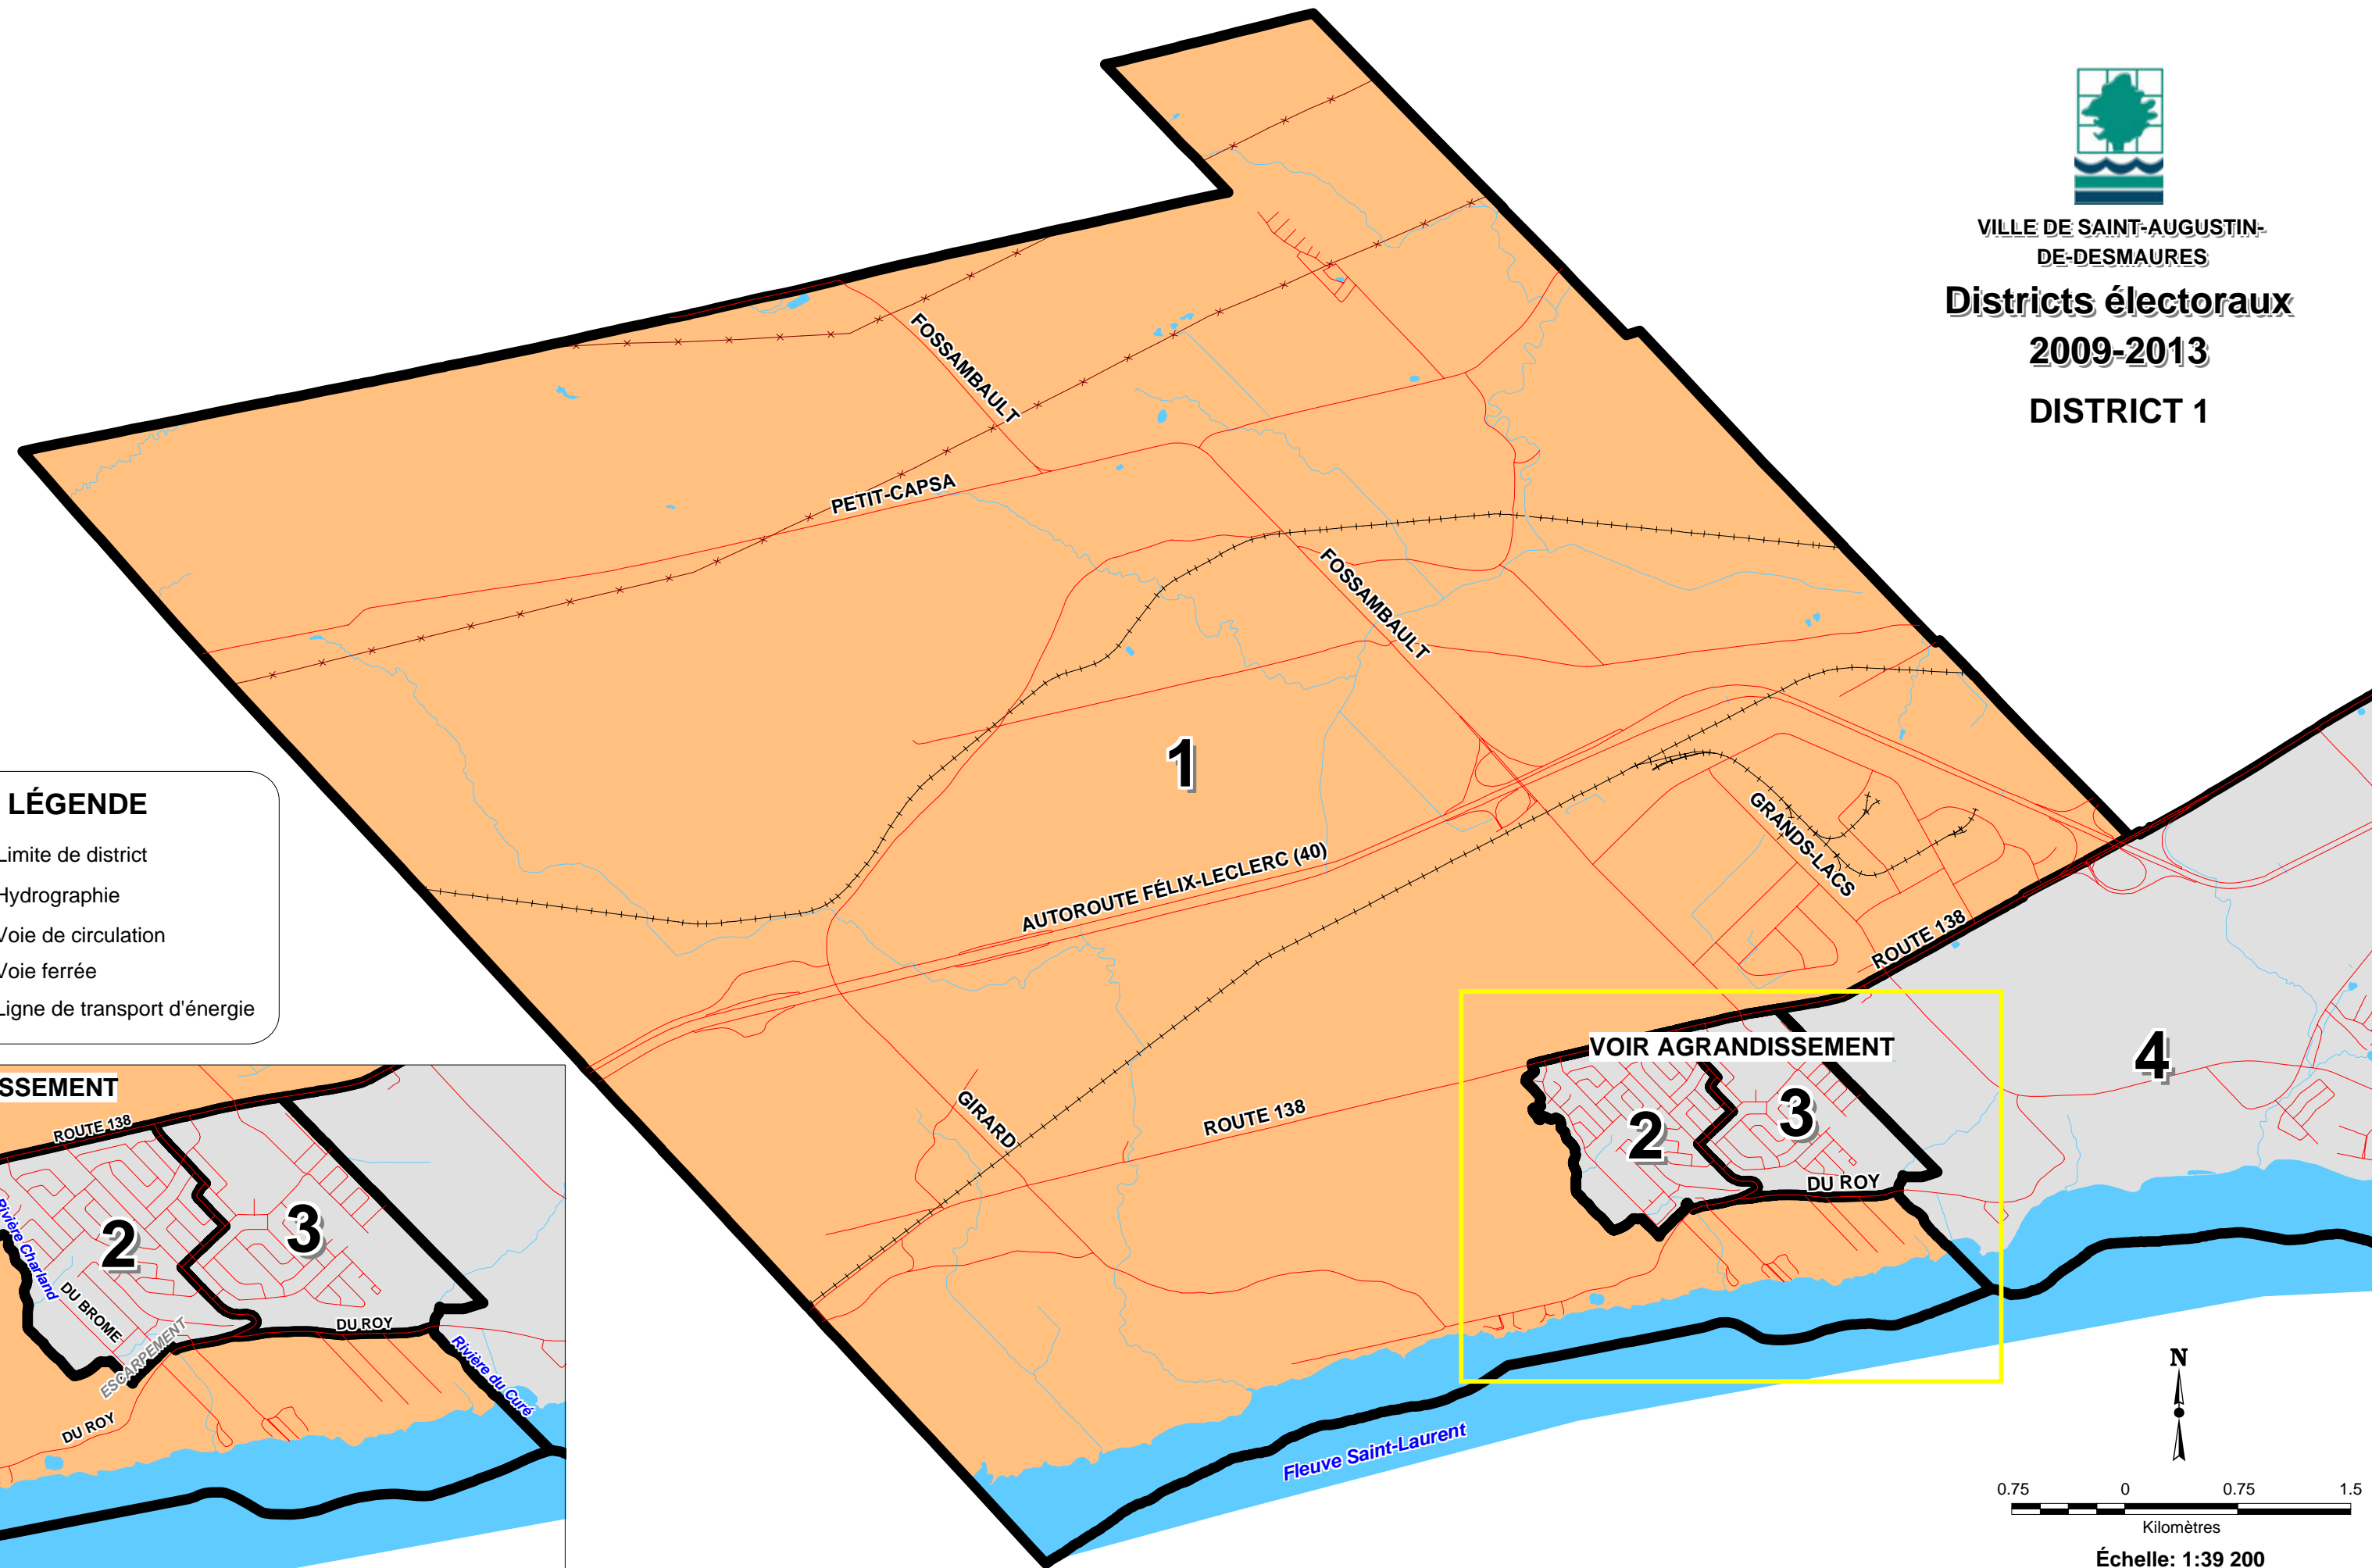 VILLE DE SAINT-AUGUSTIN-
DE-DESMAURES
Districts électoraux
2009-2013
DISTRICT 1
FOSSAMBAULT
PETIT-CAPSA
FOSSAMBAULT
1
GRANDS-LACS
AUTOROUTE FÉLIX-LECLERC (40)
ROUTE 138
VOIR AGRANDISSEMENT
4
GIRARD
ROUTE 138
2
3
DU ROY
Fleuve Saint-Laurent
LÉGENDE
Limite de district
Hydrographie
Voie de circulation
Voie ferrée
Ligne de transport d'énergie
SSEMENT
ROUTE 138
Rivière Charland
2
3
DU BROME
ESCARPEMENT
DU ROY
Rivière du Curé
DU ROY
N
0.75 0 0.75 1.5
Kilomètres
Échelle: 1:39 200